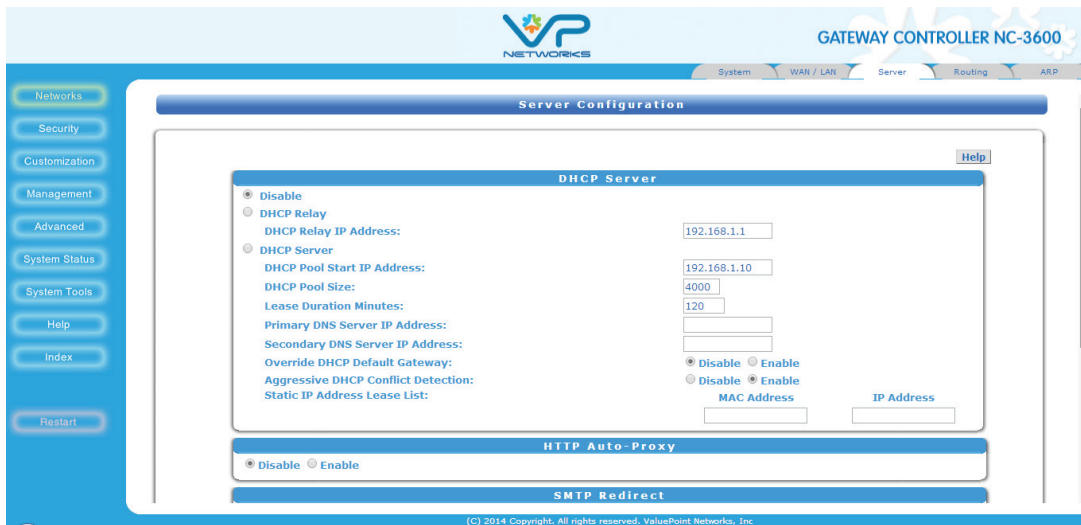 VP
NETWORKS
GATEWAY CONTROLLER NC-3600
System WAN / LAN Server Routing ARP
Networks
Security
Customization
Management
Advanced
System Status
System Tools
Help
Index
Restart
Server Configuration
Help
DHCP Server
Disable
DHCP Relay
DHCP Relay IP Address: 192.168.1.1
DHCP Server
DHCP Pool Start IP Address: 192.168.1.10
DHCP Pool Size: 4000
Lease Duration Minutes: 120
Primary DNS Server IP Address:
Secondary DNS Server IP Address:
Override DHCP Default Gateway: Disable Enable
Aggressive DHCP Conflict Detection: Disable Enable
Static IP Address Lease List: MAC Address IP Address
HTTP Auto-Proxy
Disable Enable
SMTP Redirect
(C) 2014 Copyright. All rights reserved. ValuePoint Networks, Inc